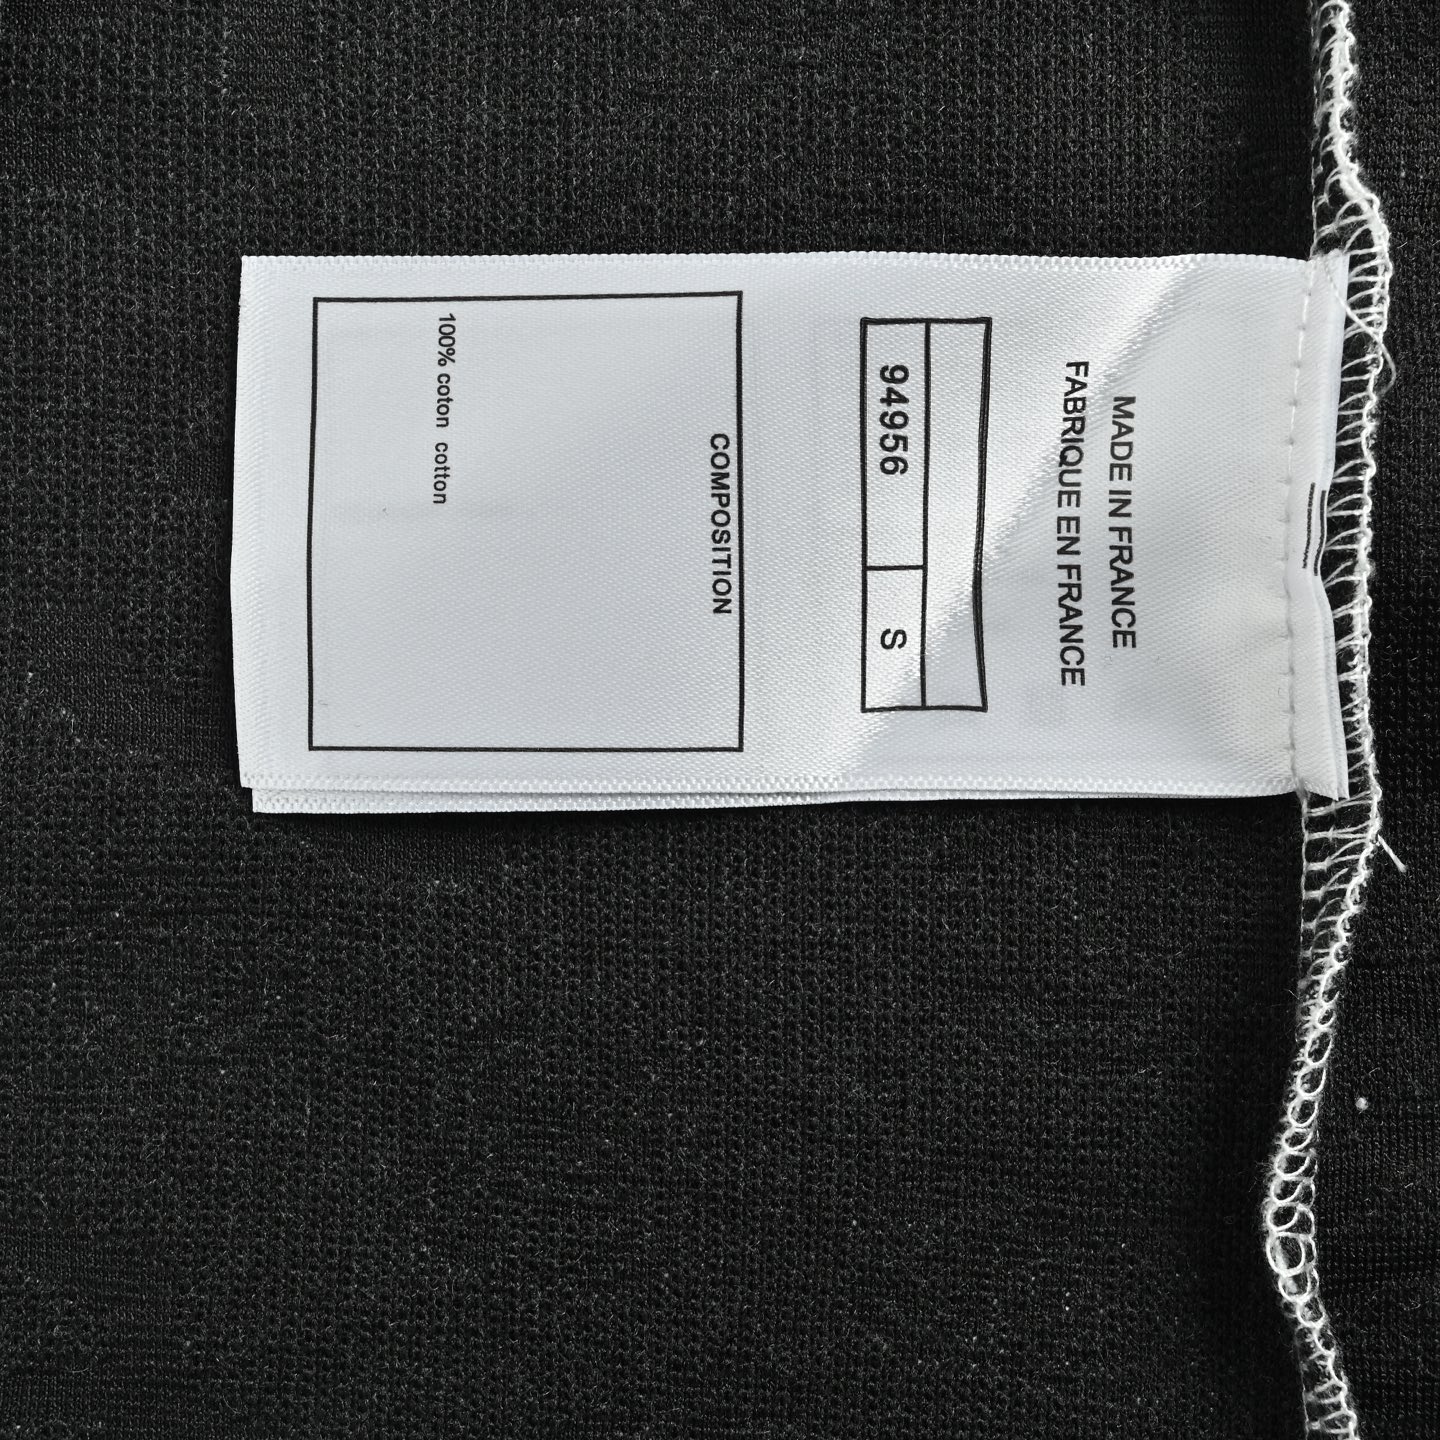 MADE IN FRANCE
FABRIQUE EN FRANCE
94956 S
COMPOSITION
100% coton cotton